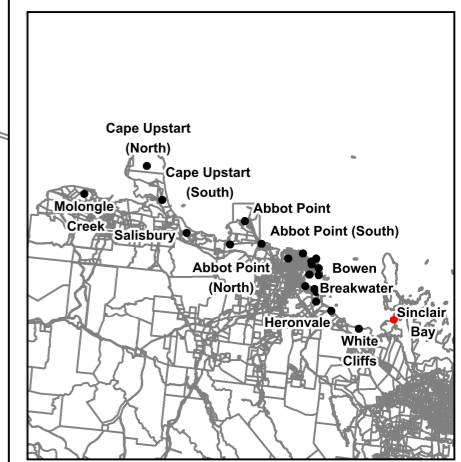 Cape Upstart
(North)
Cape Upstart
(South)
Molongle
Creek
Salisbury
Abbot Point
Abbot Point (South)
Abbot Point
(North)
Bowen
Breakwater
Heronvale
Sinclair
Bay
White
Cliffs